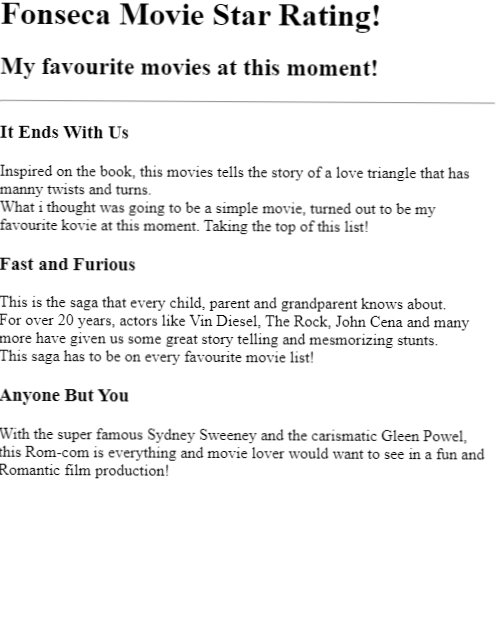 Fonseca Movie Star Rating!
My favourite movies at this moment!
It Ends With Us
Inspired on the book, this movies tells the story of a love triangle that has
manny twists and turns.
What i thought was going to be a simple movie, turned out to be my
favourite kovie at this moment. Taking the top of this list!
Fast and Furious
This is the saga that every child, parent and grandparent knows about.
For over 20 years, actors like Vin Diesel, The Rock, John Cena and many
more have given us some great story telling and mesmorizing stunts.
This saga has to be on every favourite movie list!
Anyone But You
With the super famous Sydney Sweeney and the carismatic Gleen Powel,
this Rom-com is everything and movie lover would want to see in a fun and
Romantic film production!